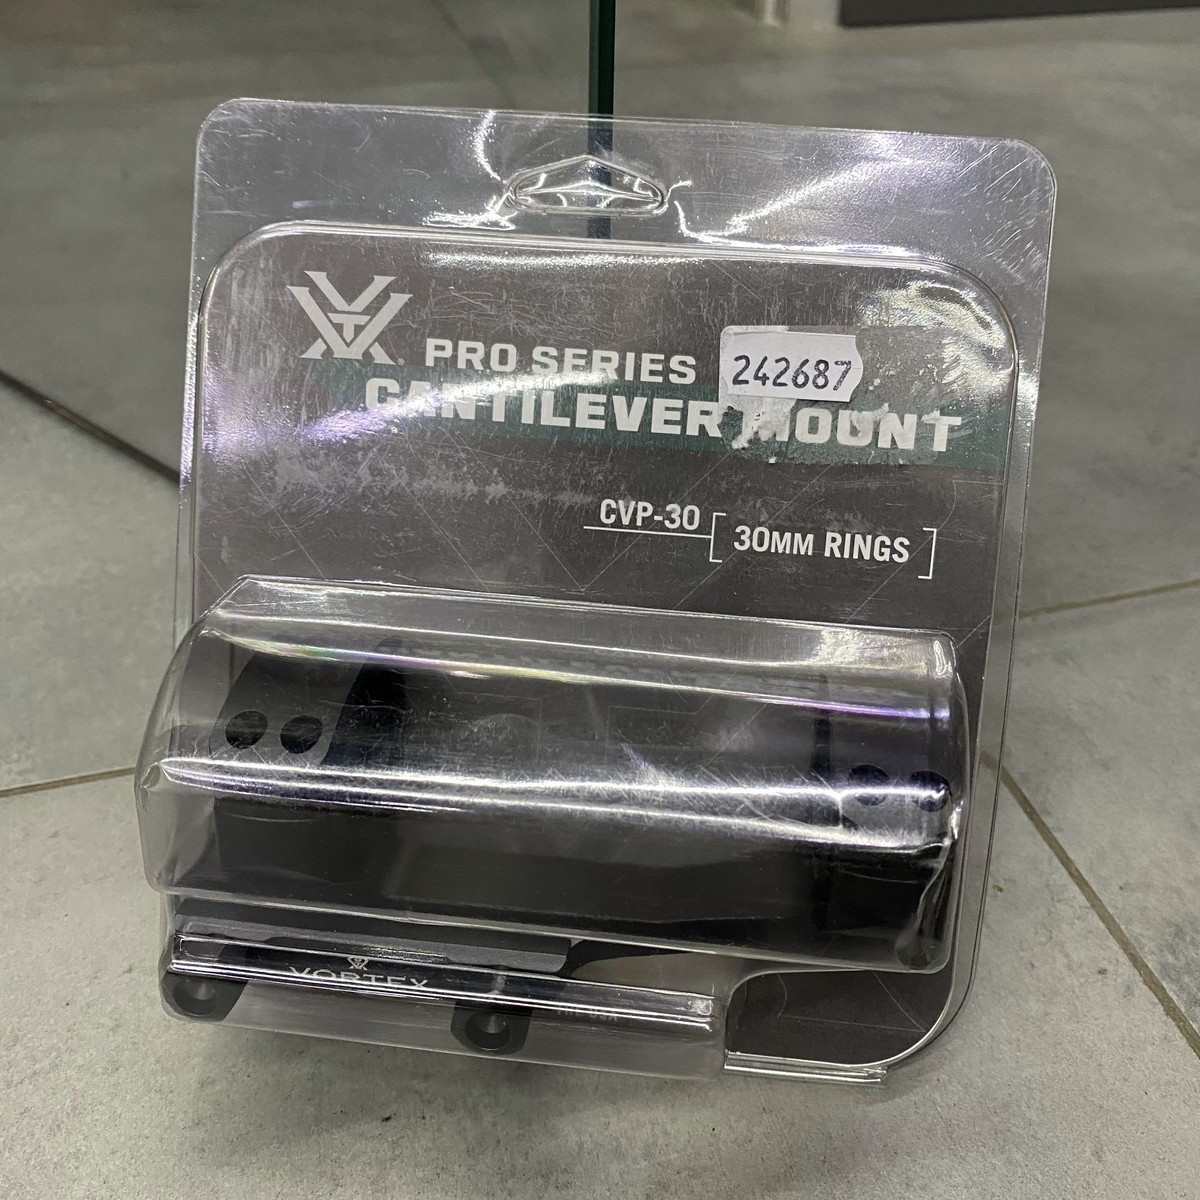 PRO SERIES
242687
CANTILEVER MOUNT
CVP-30
30MM RINGS
VORTEX